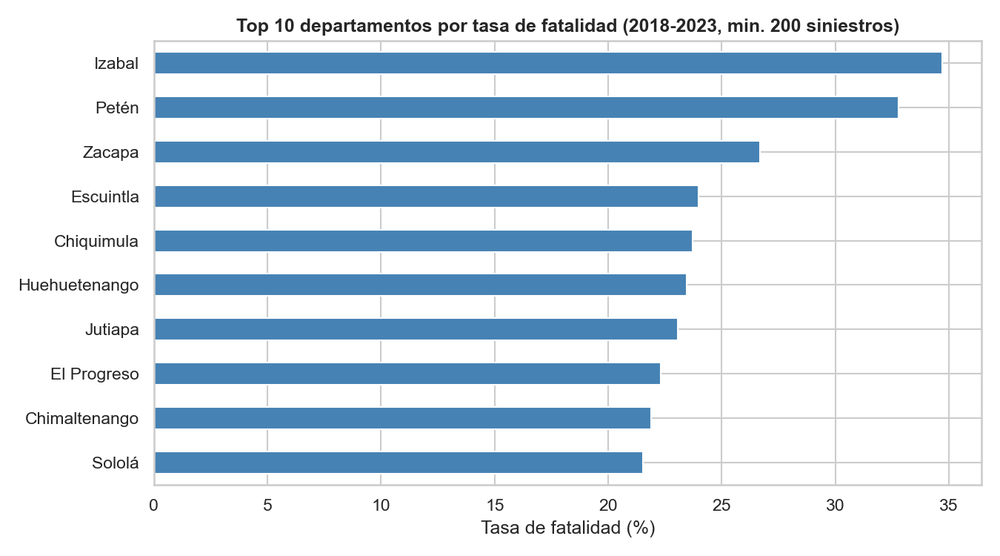 Top 10 departamentos por tasa de fatalidad (2018-2023, min. 200 siniestros)
Izabal
Petén
Zacapa
Escuintla
Chiquimula
Huehuetenango
Jutiapa
El Progreso
Chimaltenango
Sololá
0 5 10 15 20 25 30 35
Tasa de fatalidad (%)